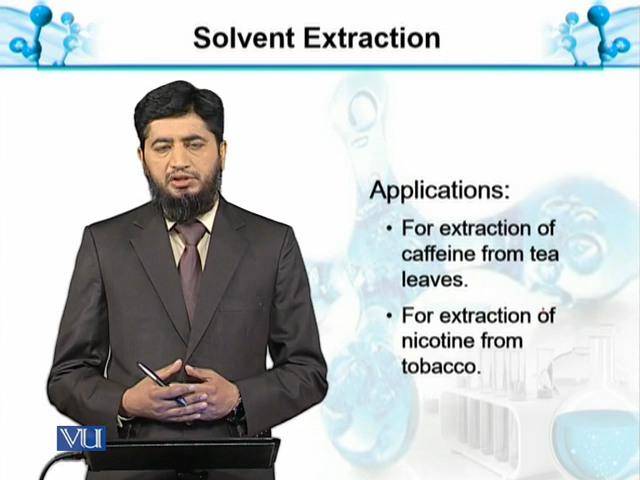 Solvent Extraction
Applications:
• For extraction of
caffeine from tea
leaves.
• For extraction of
nicotine from
tobacco.
VU